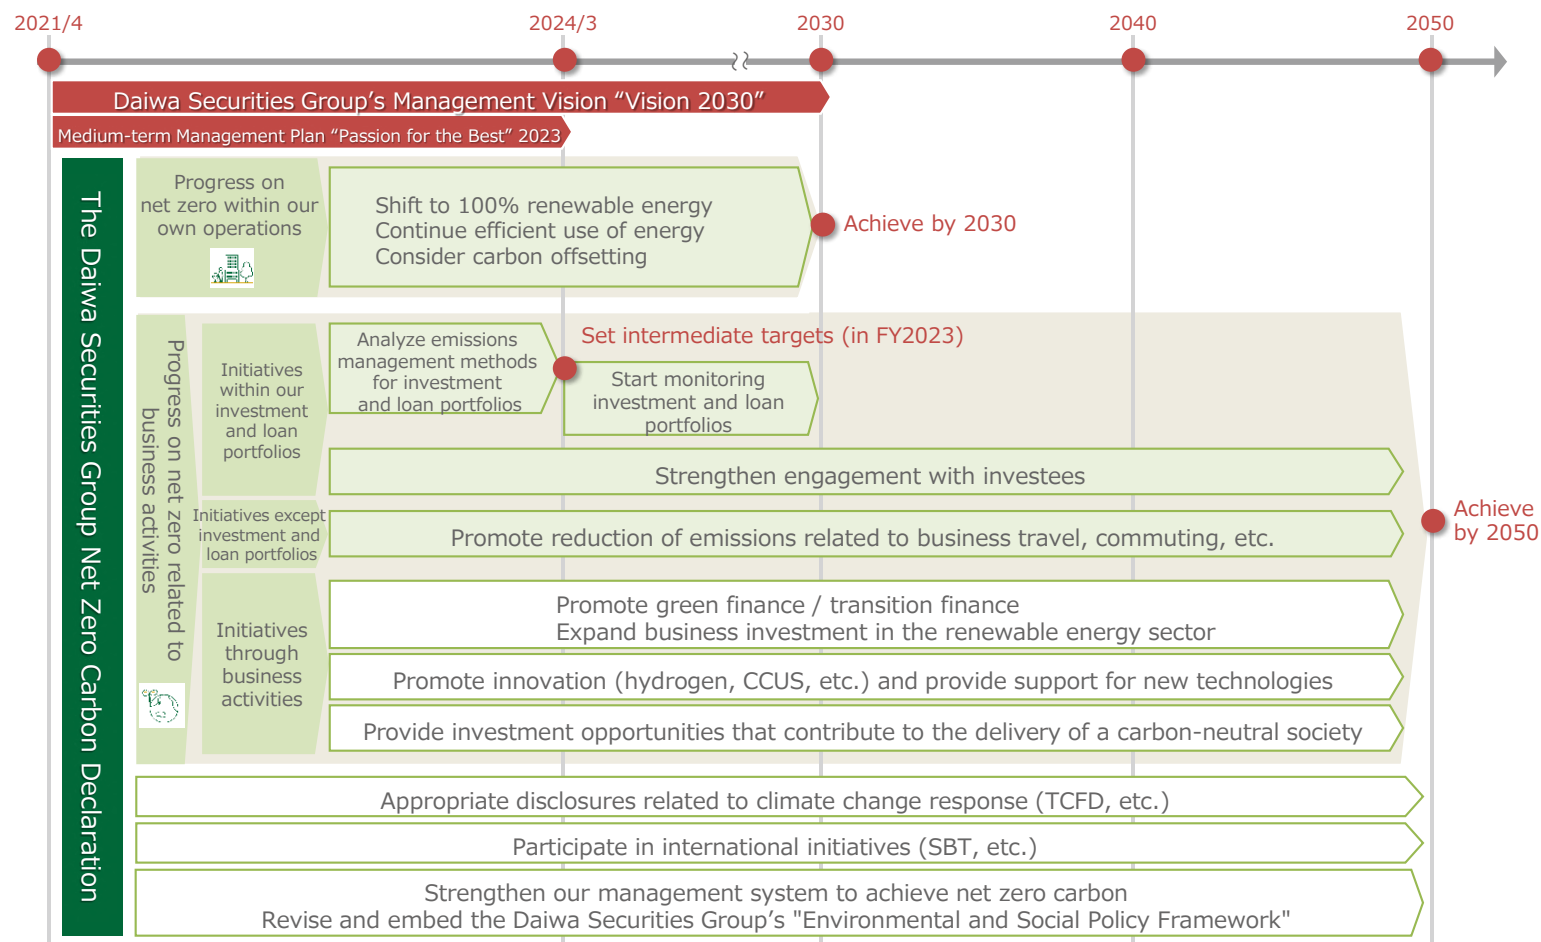 2021/4
2024/3
2030
2040
2050
Daiwa Securities Group’s Management Vision “Vision 2030”
Medium-term Management Plan “Passion for the Best” 2023
The Daiwa Securities Group Net Zero Carbon Declaration
Progress on
net zero within our
own operations
Shift to 100% renewable energy
Continue efficient use of energy
Consider carbon offsetting
Achieve by 2030
Progress on net zero related to
business activities
Initiatives
within our
investment
and loan
portfolios
Analyze emissions
management methods
for investment
and loan portfolios
Set intermediate targets (in FY2023)
Start monitoring
investment and loan
portfolios
Strengthen engagement with investees
Initiatives except
investment and
loan portfolios
Promote reduction of emissions related to business travel, commuting, etc.
Achieve
by 2050
Initiatives
through
business
activities
Promote green finance / transition finance
Expand business investment in the renewable energy sector
Promote innovation (hydrogen, CCUS, etc.) and provide support for new technologies
Provide investment opportunities that contribute to the delivery of a carbon-neutral society
Appropriate disclosures related to climate change response (TCFD, etc.)
Participate in international initiatives (SBT, etc.)
Strengthen our management system to achieve net zero carbon
Revise and embed the Daiwa Securities Group’s "Environmental and Social Policy Framework"